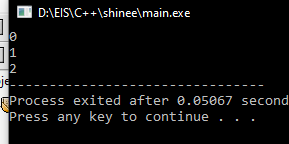 D:\EIS\C++\shinee\main.exe
0
1
2
--------------------------------
Process exited after 0.05067 second
Press any key to continue . . .